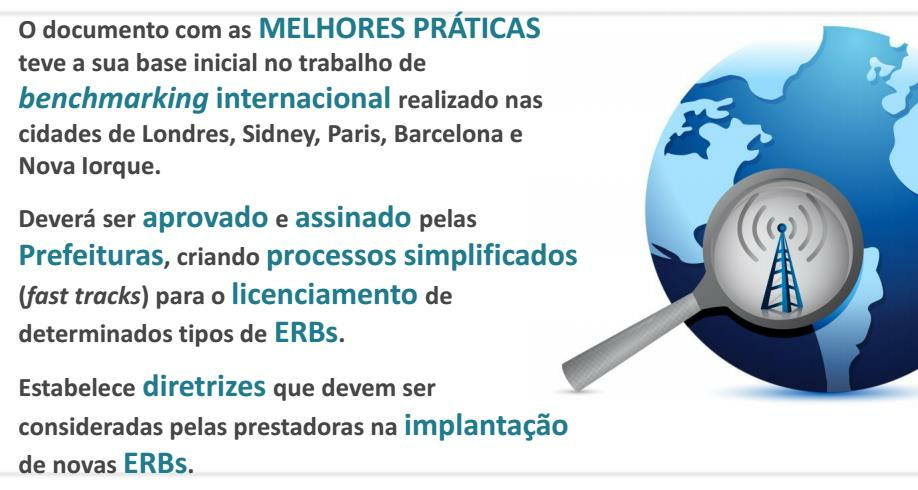 O documento com as MELHORES PRÁTICAS
teve a sua base inicial no trabalho de
benchmarking internacional realizado nas
cidades de Londres, Sidney, Paris, Barcelona e
Nova Iorque.
Deverá ser aprovado e assinado pelas
Prefeituras, criando processos simplificados
(fast tracks) para o licenciamento de
determinados tipos de ERBs.
Estabelece diretrizes que devem ser
consideradas pelas prestadoras na implantação
de novas ERBs.